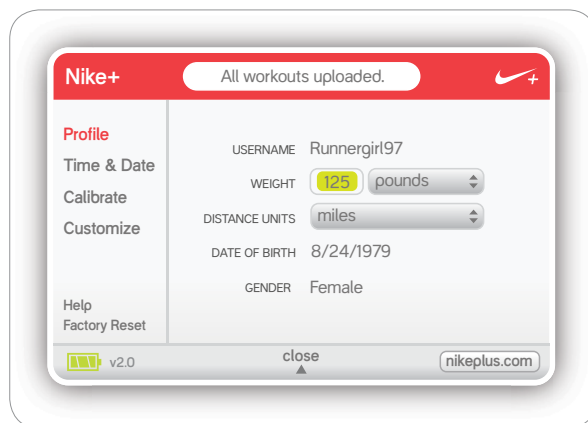 Nike+
All workouts uploaded.
Profile
Time & Date
Calibrate
Customize
Help
Factory Reset
USERNAME Runnergirl97
WEIGHT 125 pounds
DISTANCE UNITS miles
DATE OF BIRTH 8/24/1979
GENDER Female
v2.0
close
nikeplus.com